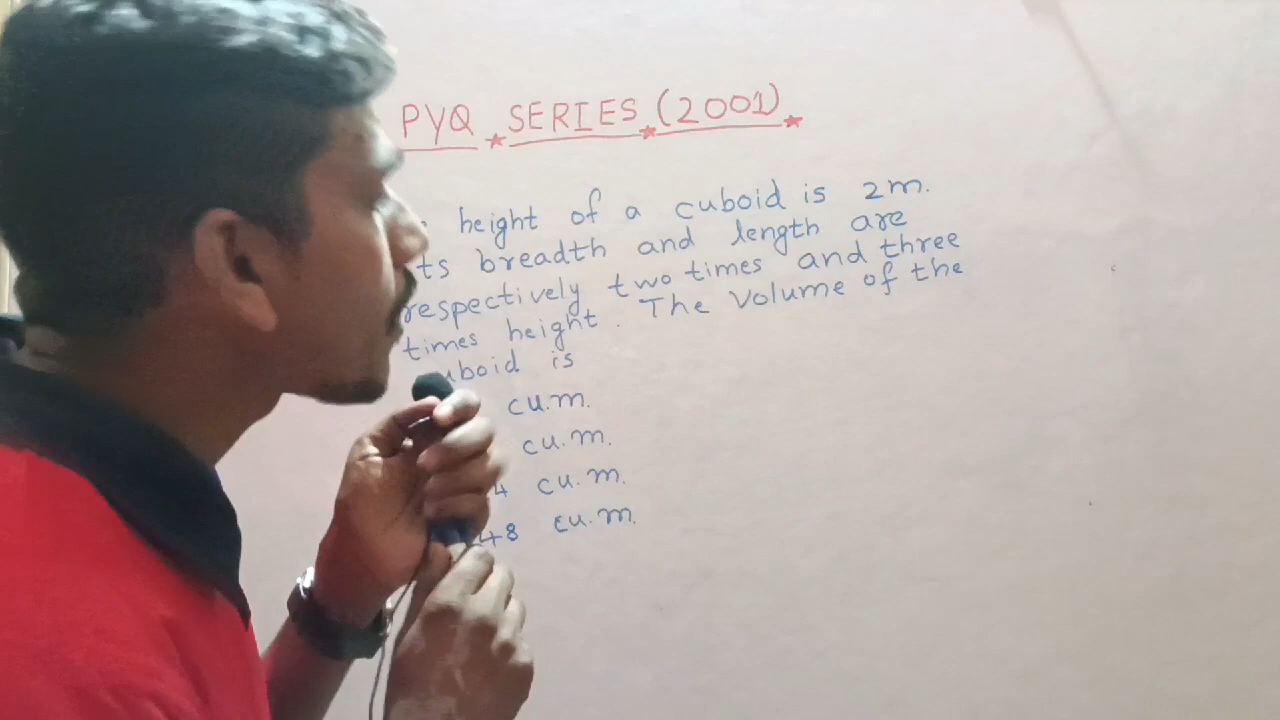 PYQ SERIES (2001)
height of a cuboid is 2m.
ts breadth and length are
respectively two times and three
times height. The Volume of the
uboid is
cu.m.
cu.m.
4 cu.m.
48 cu.m.